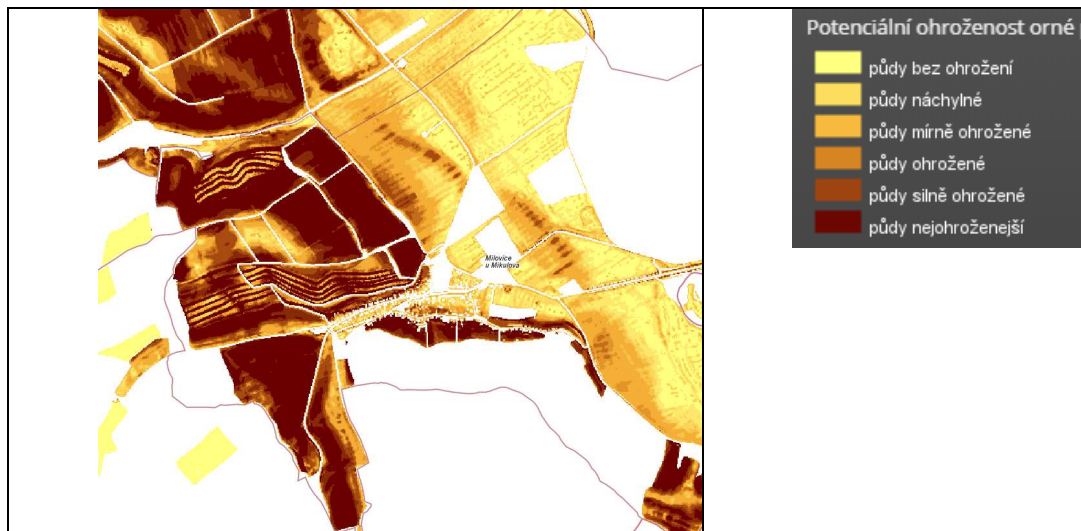 Milovice
u Mikulova
Potenciální ohroženost orné
půdy bez ohrožení
půdy náchylné
půdy mírně ohrožené
půdy ohrožené
půdy silně ohrožené
půdy nejohroženejší